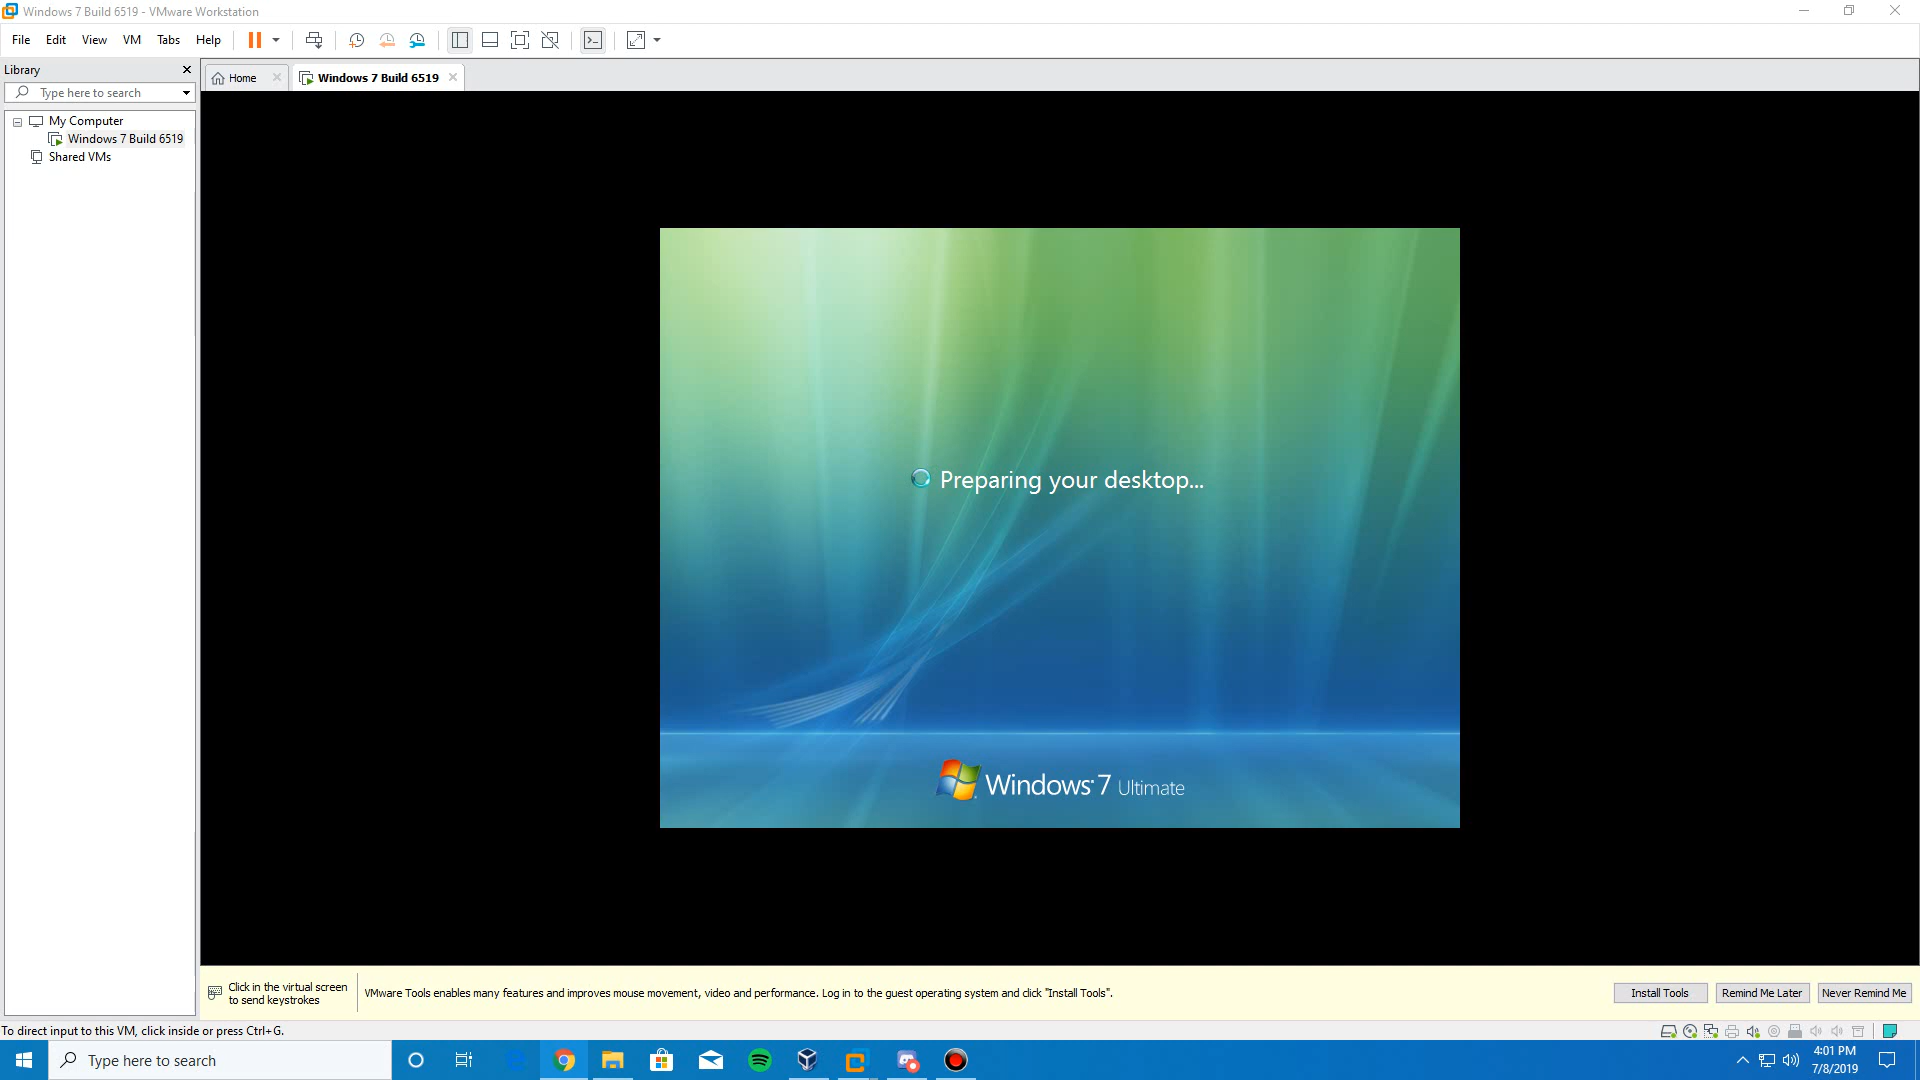 Windows 7 Build 6519 - VMware Workstation
File Edit View VM Tabs Help
Library
Home
Windows 7 Build 6519
Type here to search
My Computer
Windows 7 Build 6519
Shared VMs
Preparing your desktop...
Windows 7 Ultimate
Click in the virtual screen
to send keystrokes
VMware Tools enables many features and improves mouse movement, video and performance. Log in to the guest operating system and click "Install Tools".
Install Tools
Remind Me Later
Never Remind Me
To direct input to this VM, click inside or press Ctrl+G.
Type here to search
4:01 PM
7/8/2019